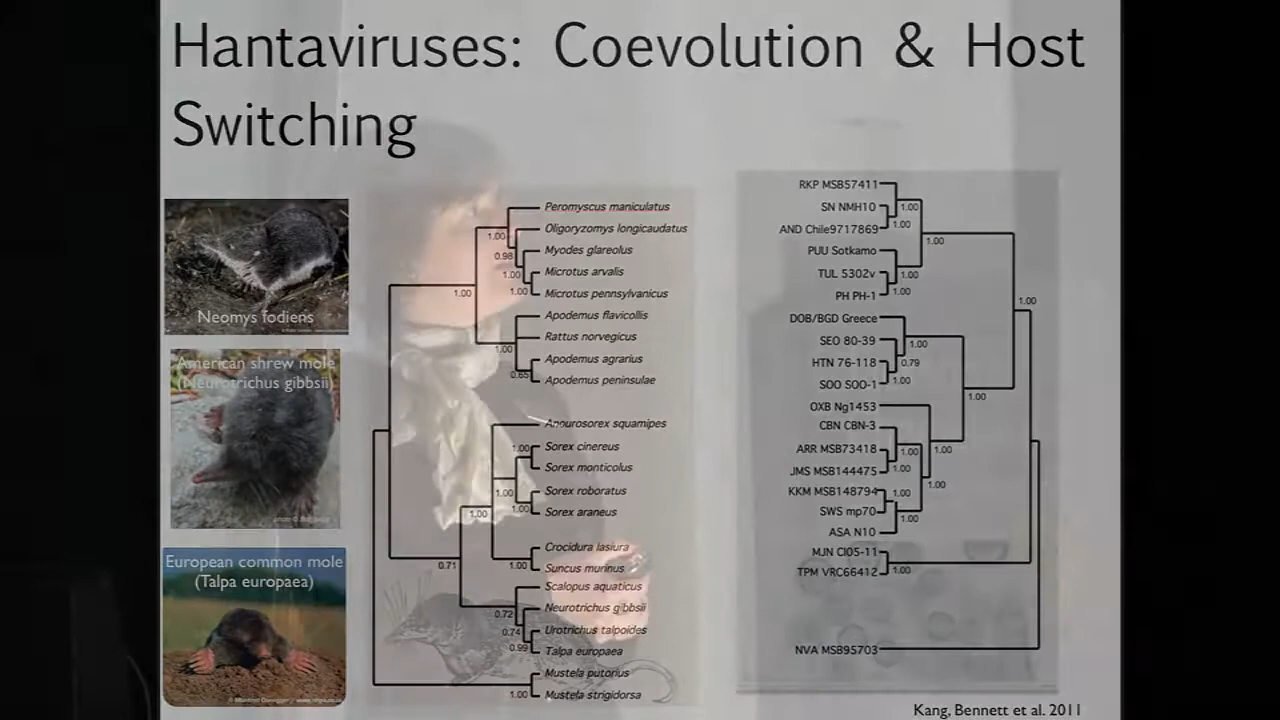 Hantaviruses: Coevolution & Host
Switching
Neomys fodiens
American shrew mole
(Neurotrichus gibbsii)
European common mole
(Talpa europaea)
Peromyscus maniculatus
Oligoryzomys longicaudatus
1.00
Myodes glareolus
0.98
Microtus arvalis
1.00
Microtus pennsylvanicus
1.00
1.00
Apodemus flavicollis
Rattus norvegicus
1.00
Apodemus agrarius
0.65
Apodemus peninsulae
Anourosorex squamipes
Sorex cinereus
1.00
Sorex monticolus
Sorex roboratus
1.00
Sorex araneus
1.00
1.00
Crocidura lasiura
Suncus murinus
0.71
1.00
Scalopus aquaticus
Neurotrichus gibbsii
0.72
Urotrichus talpoides
0.74
Talpa europaea
0.99
Mustela putorius
Mustela strigidorsa
1.00
RKP MSB57411
SN NMH10
1.00
AND Chile9717869
1.00
1.00
PUU Sotkamo
TUL 5302v
1.00
PH PH-1
1.00
1.00
DOB/BGD Greece
SEO 80-39
1.00
HTN 76-118
0.79
SOO SOO-1
1.00
1.00
OXB Ng1453
CBN CBN-3
ARR MSB73418
1.00
1.00
JMS MSB144475
1.00
1.00
KKM MSB148794
1.00
SWS mp70
1.00
ASA N10
MJN Cl05-11
TPM VRC66412
1.00
NVA MSB95703
Kang, Bennett et al. 2011